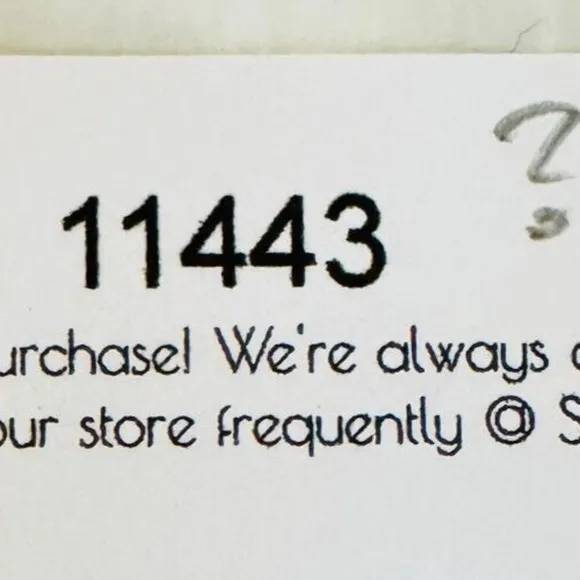 ?
11443
urchase! We're always
our store frequently @ S